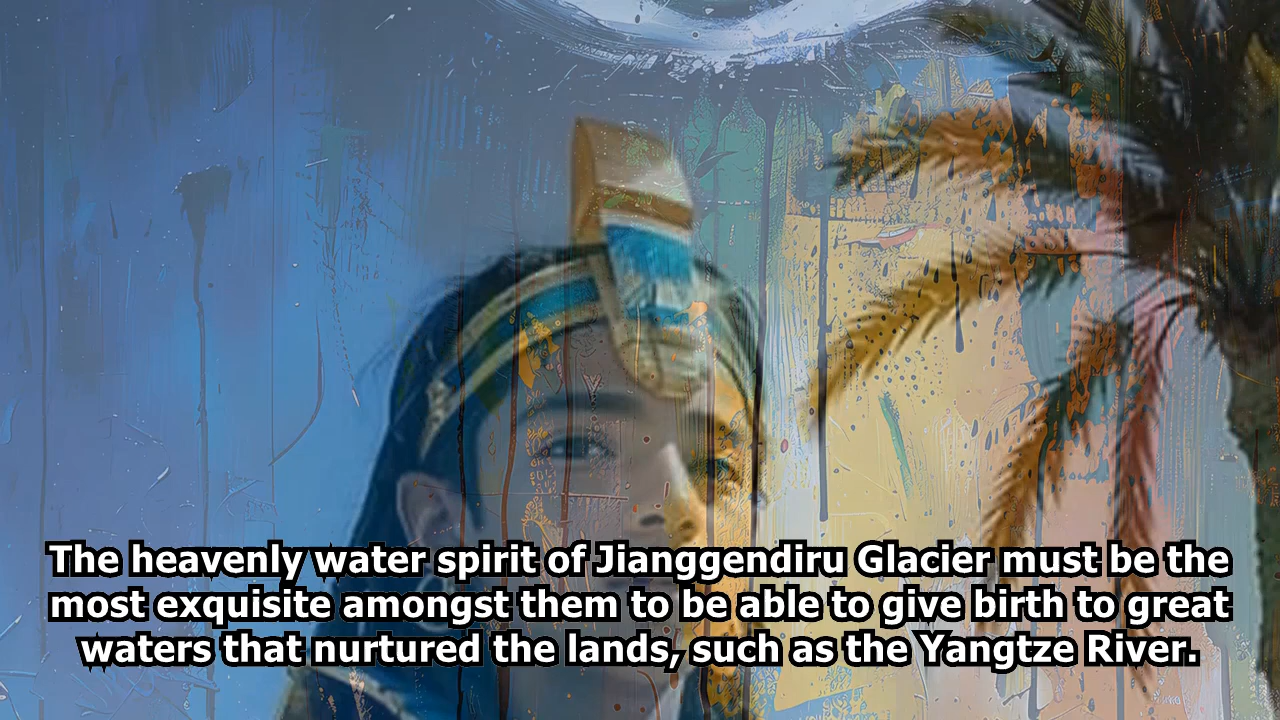 The heavenly water spirit of Jianggendiru Glacier must be the
most exquisite amongst them to be able to give birth to great
waters that nurtured the lands, such as the Yangtze River.